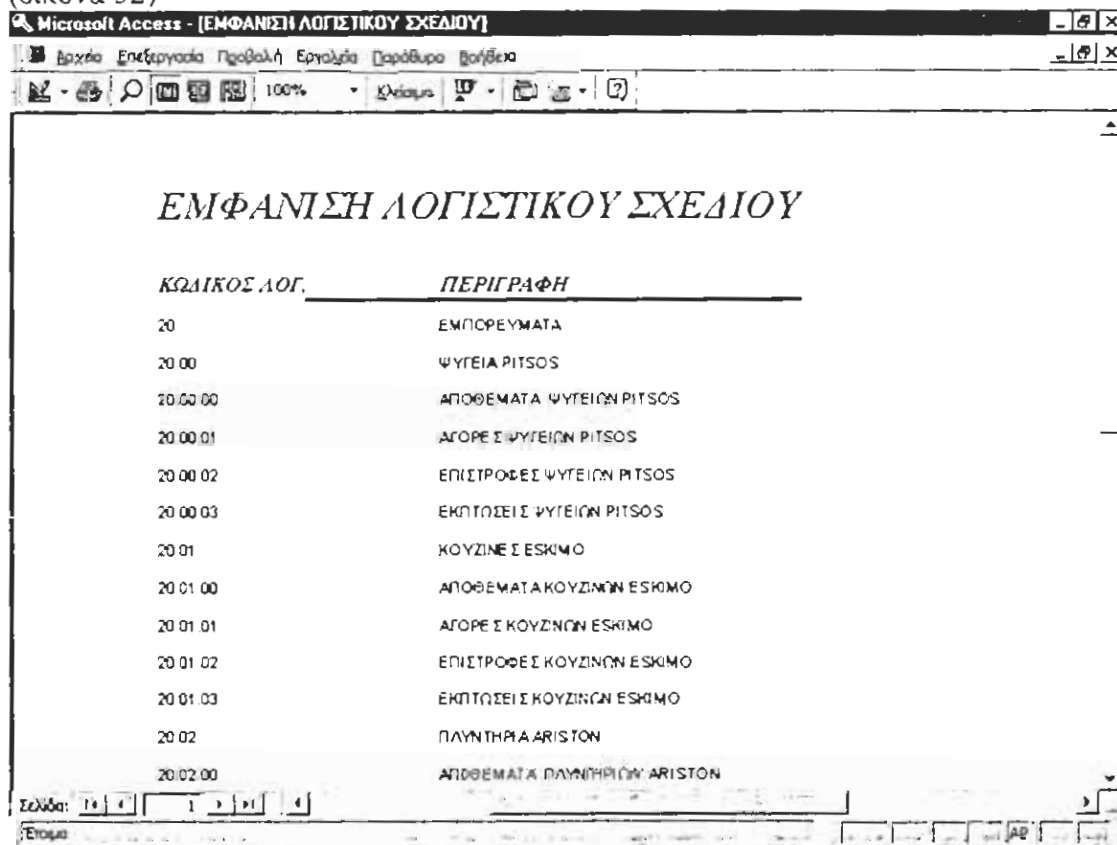 Microsoft Access - [ΕΜΦΑΝΙΣΗ ΛΟΓΙΣΤΙΚΟΥ ΣΧΕΔΙΟΥ]
Αρχείο Επεξεργασία Προβολή Εργαλεία Παράθυρο Βοήθεια
100% Κλείσιμο
ΕΜΦΑΝΙΣΗ ΛΟΓΙΣΤΙΚΟΥ ΣΧΕΔΙΟΥ
ΚΩΔΙΚΟΣ ΛΟΓ. ΠΕΡΙΓΡΑΦΗ
20 ΕΜΠΟΡΕΥΜΑΤΑ
20.00 ΨΥΓΕΙΑ PITSOS
20.00.00 ΑΠΟΘΕΜΑΤΑ ΨΥΓΕΙΩΝ PITSOS
20.00.01 ΑΓΟΡΕΣ ΨΥΓΕΙΩΝ PITSOS
20.00.02 ΕΠΙΣΤΡΟΦΕΣ ΨΥΓΕΙΩΝ PITSOS
20.00.03 ΕΚΠΤΩΣΕΙΣ ΨΥΓΕΙΩΝ PITSOS
20.01 ΚΟΥΖΙΝΕΣ ESKIMO
20.01.00 ΑΠΟΘΕΜΑΤΑ ΚΟΥΖΙΝΩΝ ESKIMO
20.01.01 ΑΓΟΡΕΣ ΚΟΥΖΙΝΩΝ ESKIMO
20.01.02 ΕΠΙΣΤΡΟΦΕΣ ΚΟΥΖΙΝΩΝ ESKIMO
20.01.03 ΕΚΠΤΩΣΕΙΣ ΚΟΥΖΙΝΩΝ ESKIMO
20.02 ΠΛΥΝΤΗΡΙΑ ARISTON
20.02.00 ΑΠΟΘΕΜΑΤΑ ΠΛΥΝΤΗΡΙΩΝ ARISTON
Σελίδα: 1
Έτοιμο